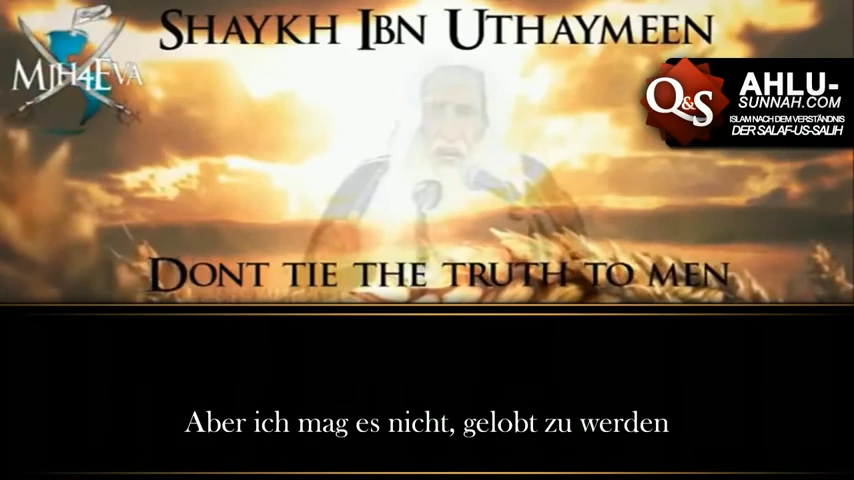 SHAYKH IBN UTHAYMEEN
MJH4EVA
Q&S
AHLU-
SUNNAH.COM
ISLAM NACH DEM VERSTÄNDNIS
DER SALAF-US-SALIH
DONT TIE THE TRUTH TO MEN
Aber ich mag es nicht, gelobt zu werden